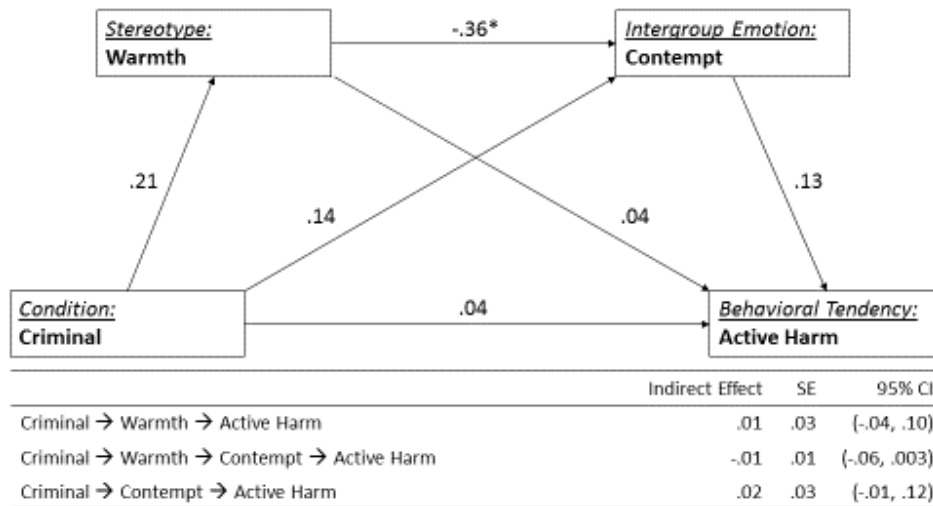 Stereotype:
Warmth
-.36*
Intergroup Emotion:
Contempt
.21
.14
.04
.13
Condition:
Criminal
.04
Behavioral Tendency:
Active Harm
Indirect Effect SE 95% CI
Criminal → Warmth → Active Harm .01 .03 (-.04, .10)
Criminal → Warmth → Contempt → Active Harm -.01 .01 (-.06, .003)
Criminal → Contempt → Active Harm .02 .03 (-.01, .12)